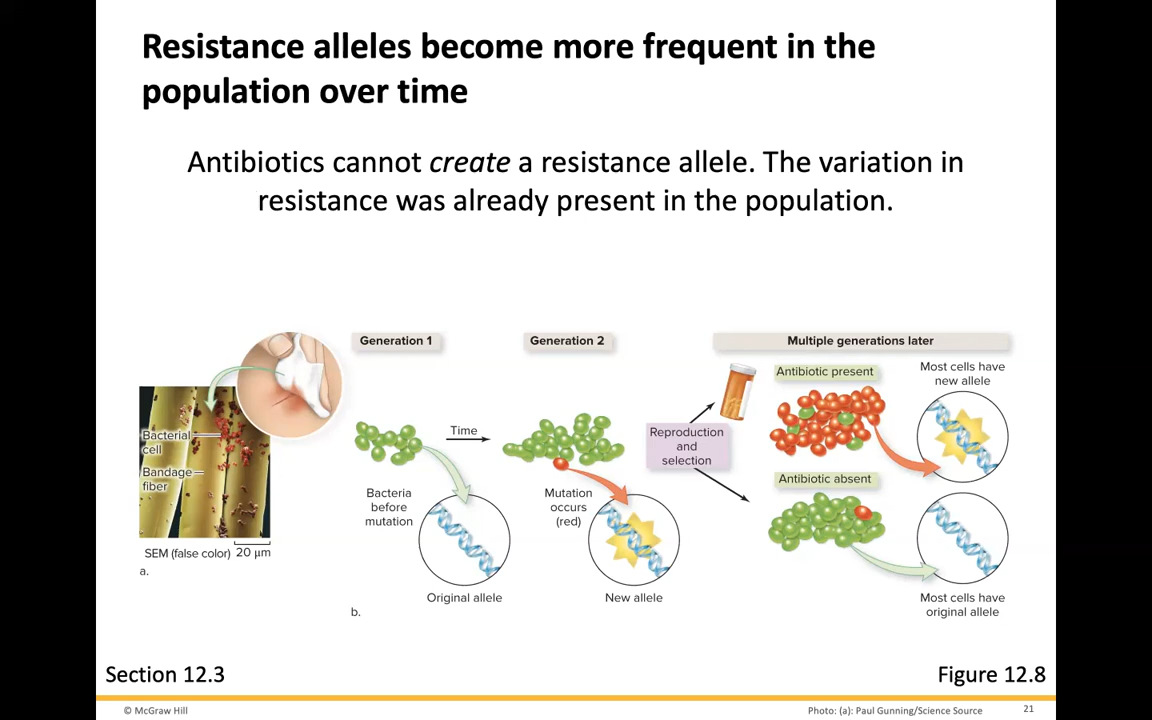 Resistance alleles become more frequent in the
population over time
Antibiotics cannot create a resistance allele. The variation in
resistance was already present in the population.
Bacterial
cell
Bandage
fiber
SEM (false color) 20 µm
a.
Generation 1
Generation 2
Multiple generations later
Time
Bacteria
before
mutation
Original allele
Mutation
occurs
(red)
New allele
Reproduction
and
selection
Antibiotic present
Most cells have
new allele
Antibiotic absent
Most cells have
original allele
b.
Section 12.3
Figure 12.8
© McGraw Hill
Photo: (a): Paul Gunning/Science Source
21